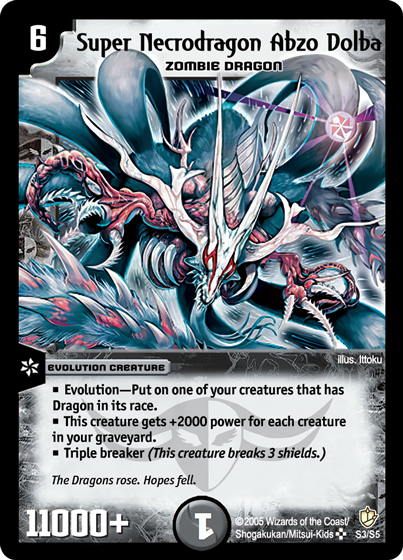 6
Super Necrodragon Abzo Dolba
ZOMBIE DRAGON
illus. Ittoku
EVOLUTION CREATURE
▪ Evolution—Put on one of your creatures that has
Dragon in its race.
▪ This creature gets +2000 power for each creature
in your graveyard.
▪ Triple breaker (This creature breaks 3 shields.)
The Dragons rose. Hopes fell.
11000+
1
©2005 Wizards of the Coast/
Shogakukan/Mitsui-Kids S3/S5